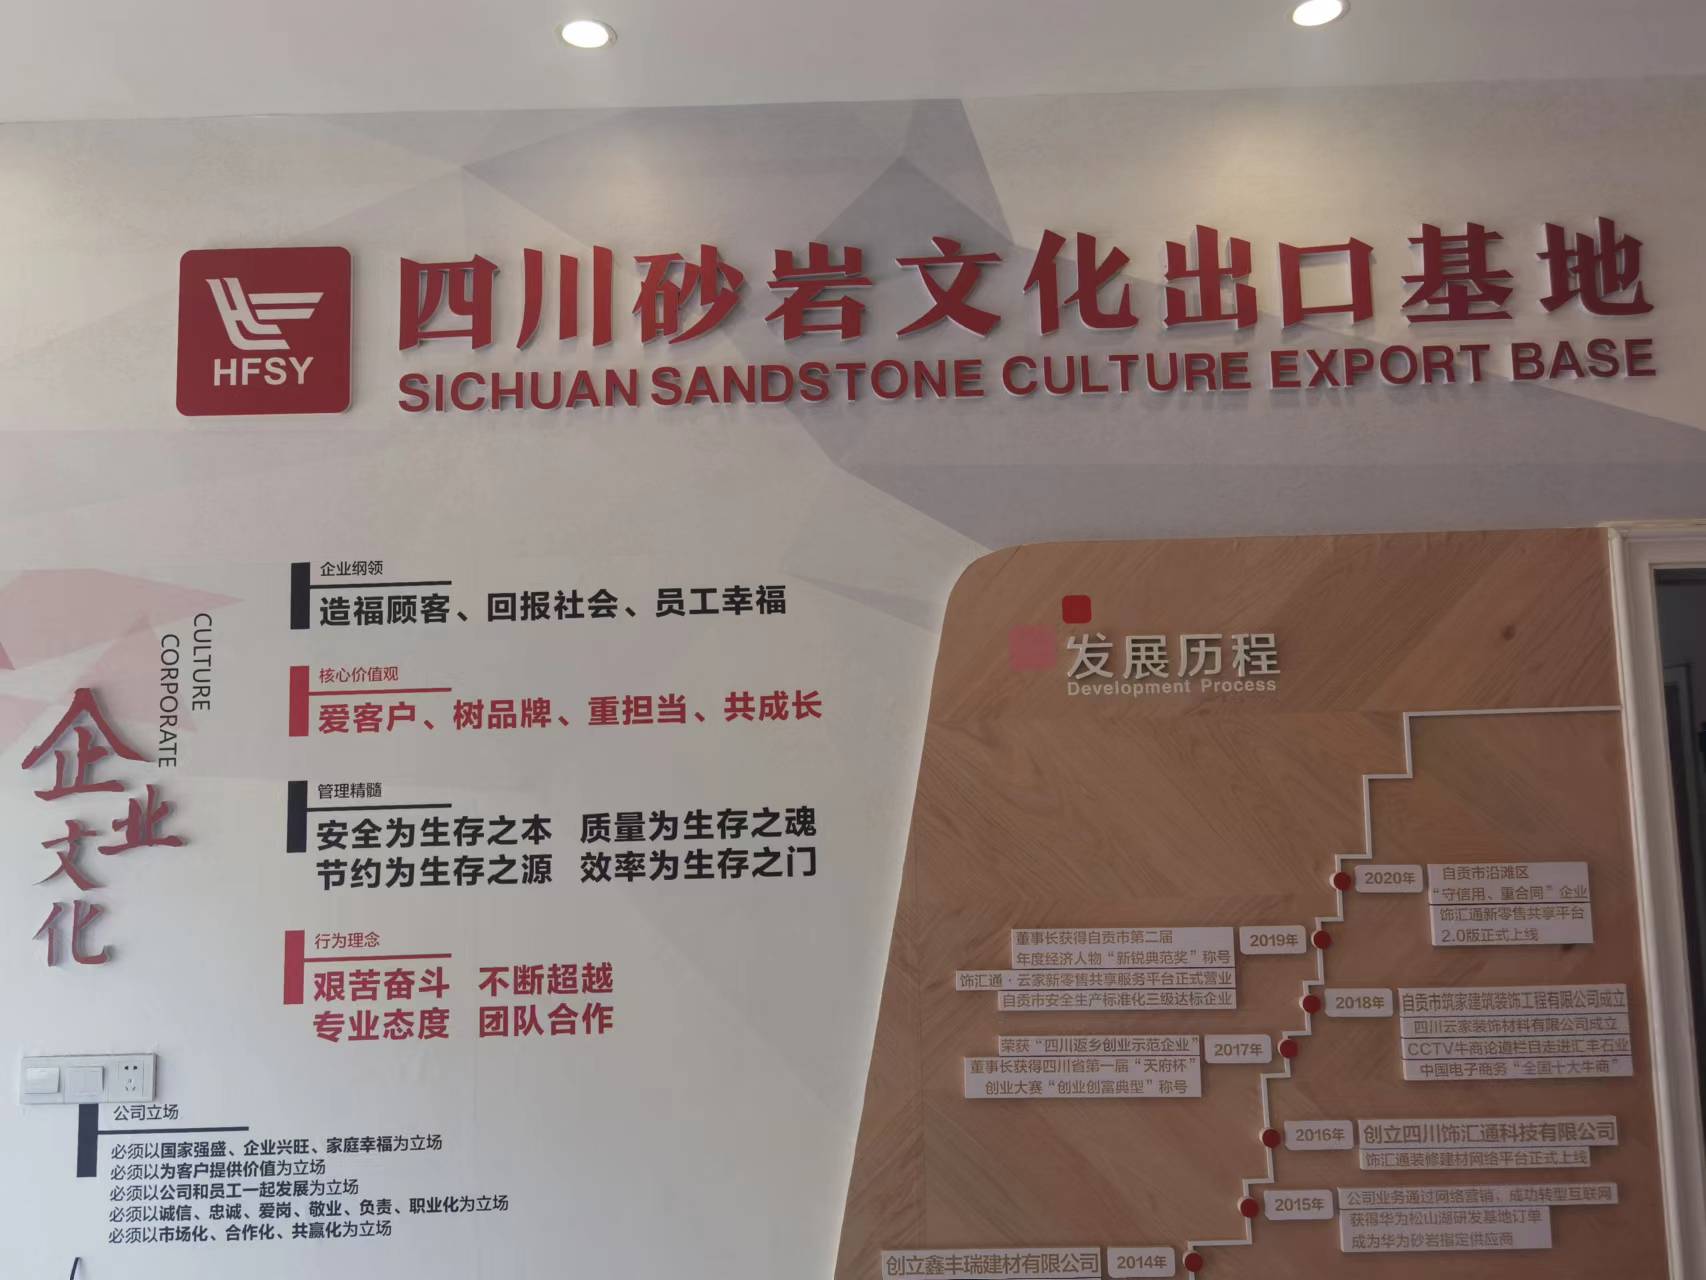 HFSY
四川砂岩文化出口基地
SICHUAN SANDSTONE CULTURE EXPORT BASE
企业文化
CULTURE
CORPORATE
企业纲领
造福顾客、回报社会、员工幸福
核心价值观
爱客户、树品牌、重担当、共成长
管理精髓
安全为生存之本 质量为生存之魂
节约为生存之源 效率为生存之门
行为理念
艰苦奋斗 不断超越
专业态度 团队合作
公司立场
必须以国家强盛、企业兴旺、家庭幸福为立场
必须以为客户提供价值为立场
必须以公司和员工一起发展为立场
必须以诚信、忠诚、爱岗、敬业、负责、职业化为立场
必须以市场化、合作化、共赢化为立场
发展历程
Development Process
2020年
自贡市沿滩区
“守信用、重合同”企业
饰汇通新零售共享平台
2.0版正式上线
2019年
董事长获得自贡市第二届
年度经济人物“新锐典范奖”称号
饰汇通·云家新零售共享服务平台正式营业
自贡市安全生产标准化三级达标企业
2018年
自贡市筑家建筑装饰工程有限公司成立
四川云家装饰材料有限公司成立
CCTV牛商论道栏目走进汇丰石业
中国电子商务“全国十大牛商”
2017年
荣获“四川返乡创业示范企业”
董事长获得四川省第一届“天府杯”
创业大赛“创业创富典型”称号
2016年
创立四川饰汇通科技有限公司
饰汇通装修建材网络平台正式上线
2015年
公司业务通过网络营销，成功转型互联网
获得华为松山湖研发基地订单
成为华为砂岩指定供应商
2014年
创立鑫丰瑞建材有限公司